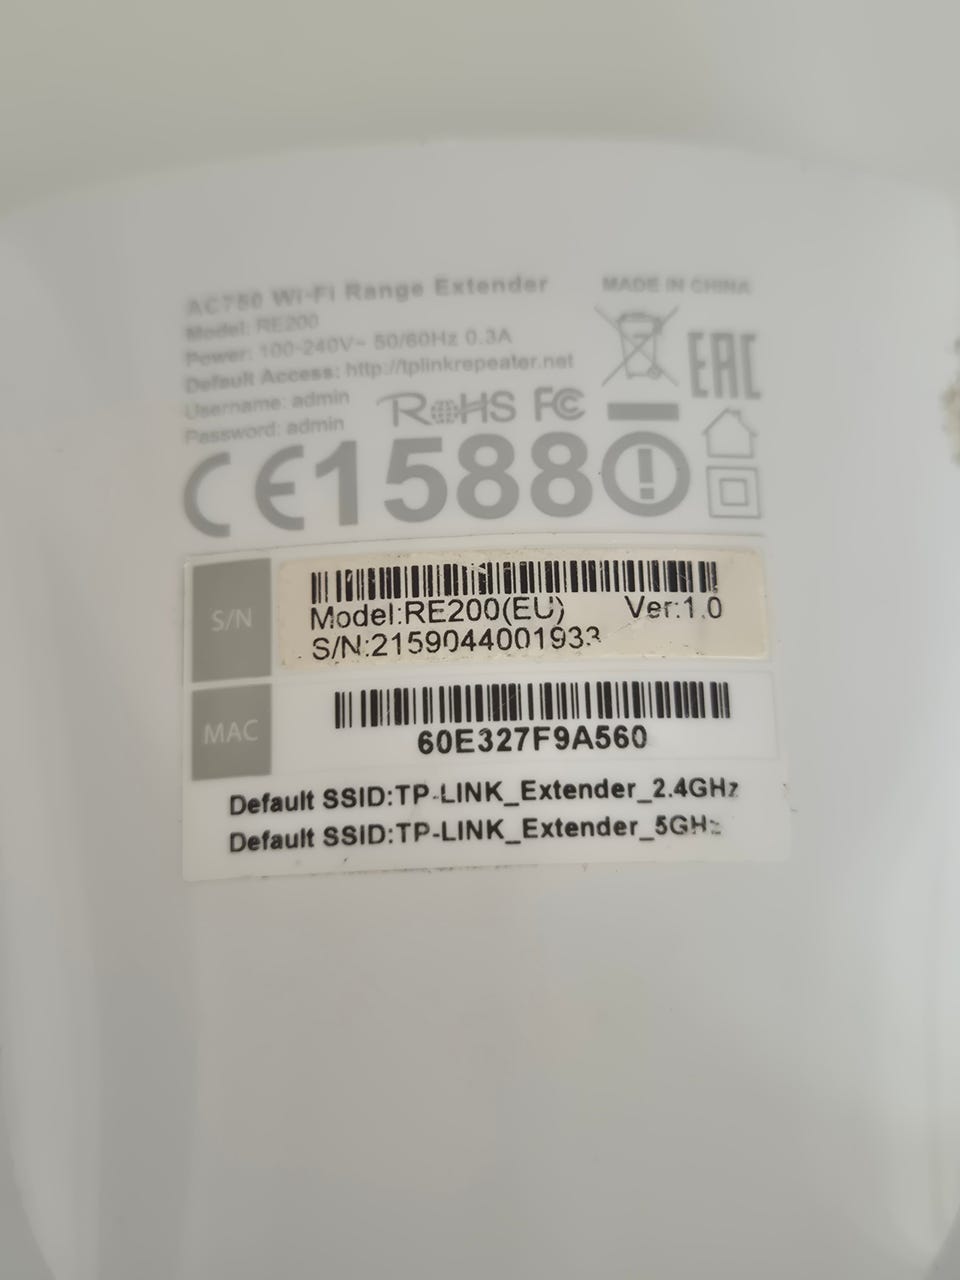 AC750 Wi-Fi Range Extender
MADE IN CHINA
Model: RE200
Power: 100-240V~ 50/60Hz 0.3A
Default Access: http://tplinkrepeater.net
Username: admin
Password: admin
RoHS FC
EAC
CE1588
S/N
Model:RE200(EU) Ver:1.0
S/N:2159044001933
MAC
60E327F9A560
Default SSID:TP-LINK_Extender_2.4GHz
Default SSID:TP-LINK_Extender_5GHz